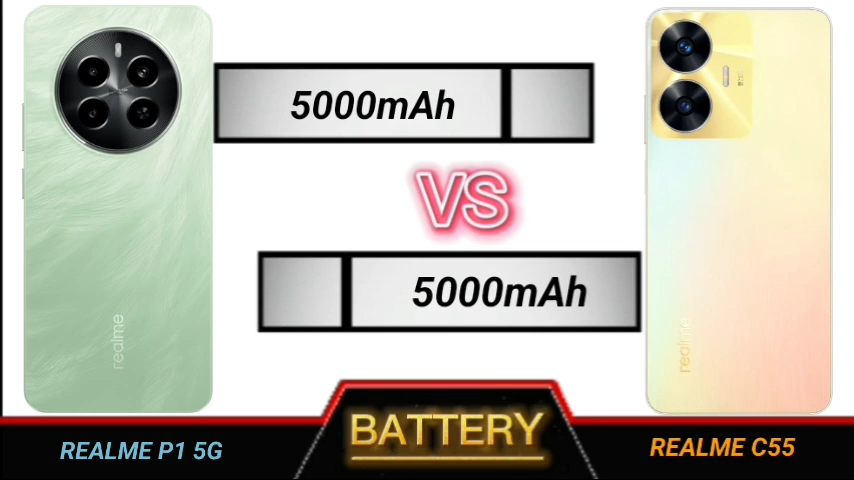 5000mAh
VS
5000mAh
realme
realme
BATTERY
REALME P1 5G
REALME C55